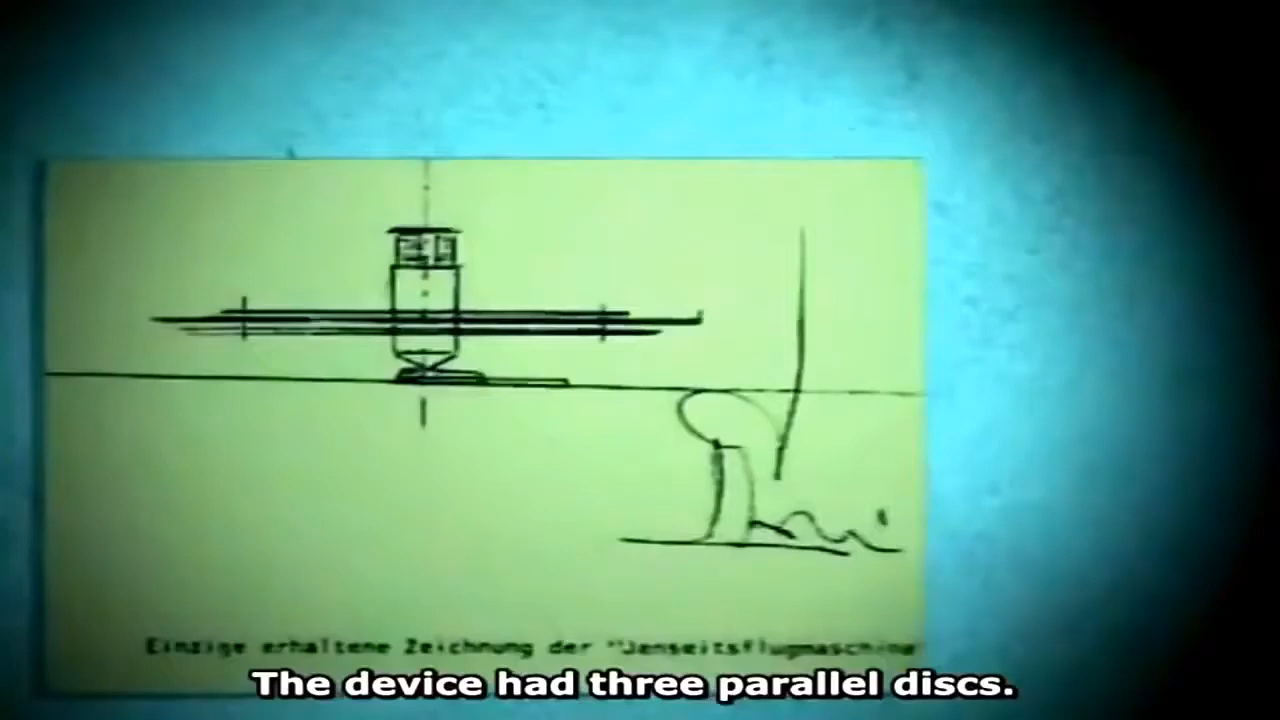 Einzige erhaltene Zeichnung der "Jenseitsflugmaschine
The device had three parallel discs.